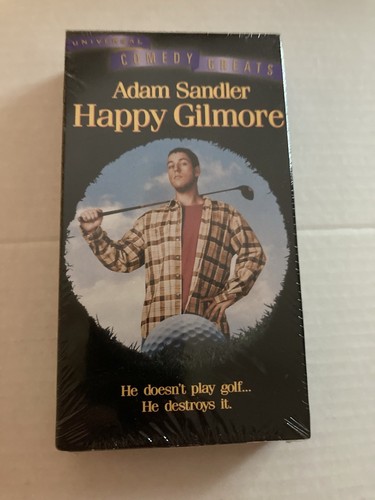 UNIVERSAL
COMEDY GREATS
Adam Sandler
Happy Gilmore
He doesn't play golf...
He destroys it.